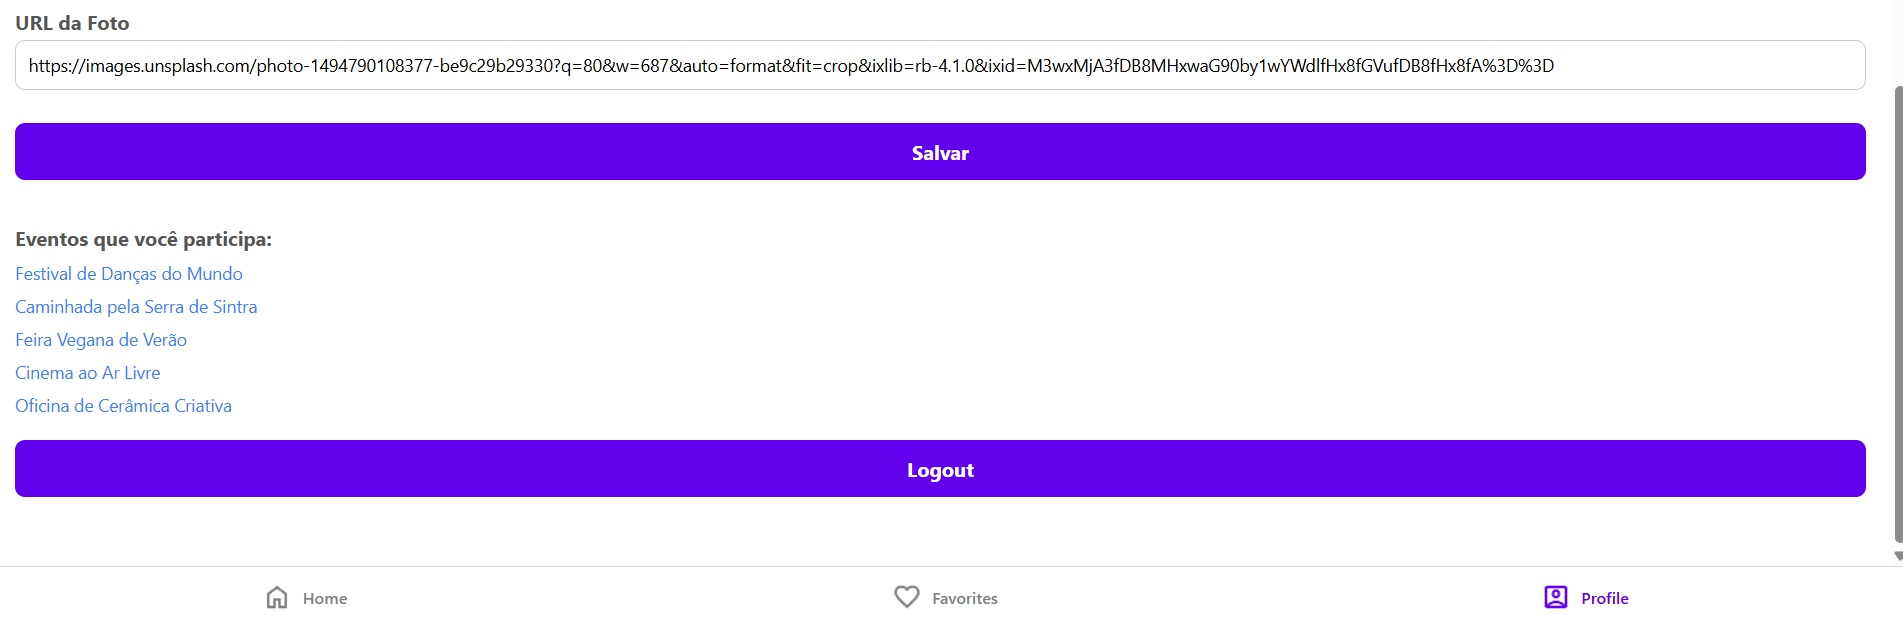 URL da Foto
https://images.unsplash.com/photo-1494790108377-be9c29b29330?q=80&w=687&auto=format&fit=crop&ixlib=rb-4.1.0&ixid=M3wxMjA3fDB8MHxwaG90by1wYWdlfHx8fGVufDB8fHx8fA%3D%3D
Salvar
Eventos que você participa:
Festival de Danças do Mundo
Caminhada pela Serra de Sintra
Feira Vegana de Verão
Cinema ao Ar Livre
Oficina de Cerâmica Criativa
Logout
Home
Favorites
Profile